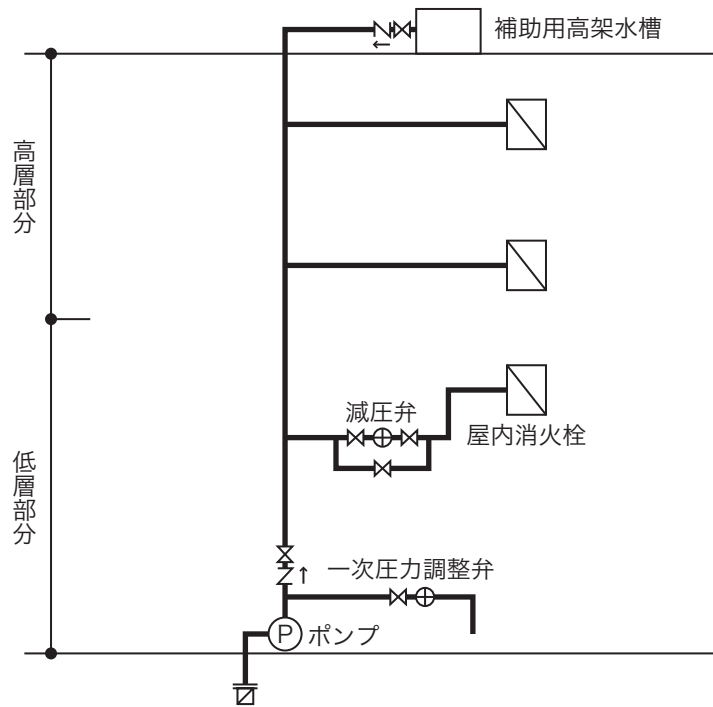 補助用高架水槽
高層部分
減圧弁
屋内消火栓
低層部分
一次圧力調整弁
P
ポンプ